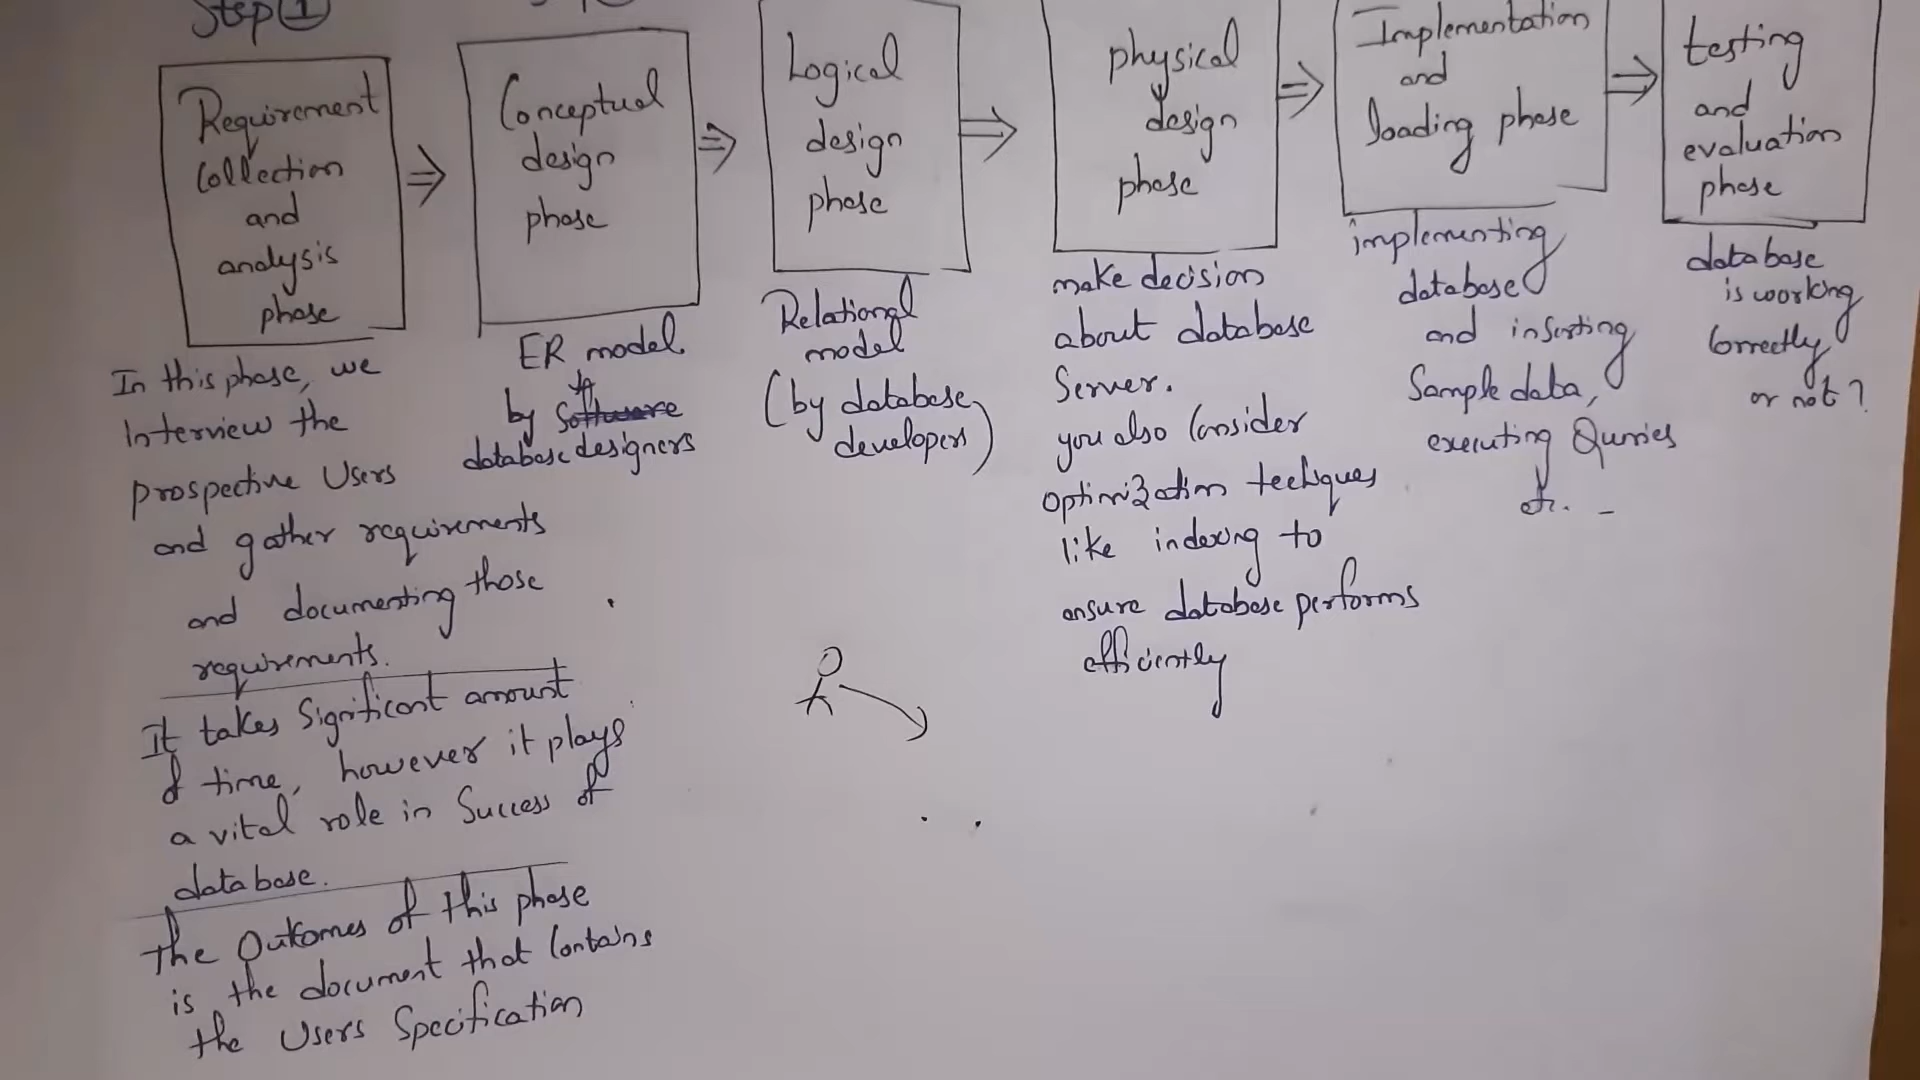 Step 1
Requirement
Collection
and
analysis
phase
In this phase, we
Interview the
prospective Users
and gather requirements
and documenting those
requirements.
It takes Significant amount
of time, however it plays
a vital role in Success of
database.
the Outcomes of this phase
is the document that Contains
the Users Specification
Conceptual
design
phase
ER model
by Software
database designers
Logical
design
phase
Relational
model
(by database
developers)
physical
design
phase
make decision
about database
Server.
you also Consider
optimization techiques
like indexing to
ensure database performs
efficiently
Implementation
and
loading phase
implementing
database
and inserting
Sample data,
executing Quries
etc.
testing
and
evaluation
phase
database
is working
Correctly
or not?